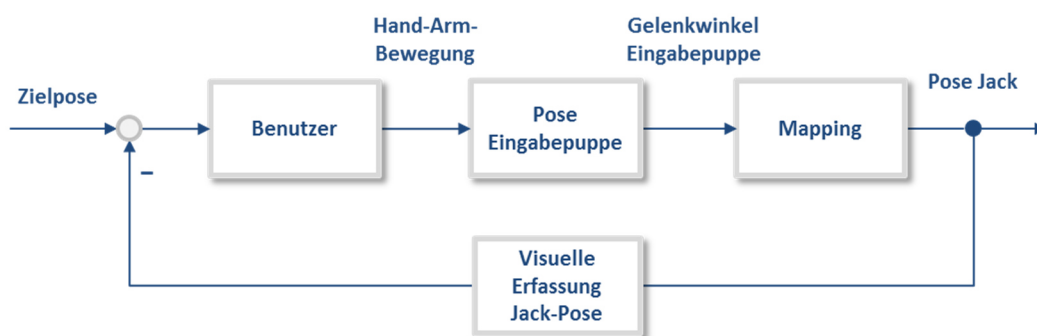 Hand-Arm-
Bewegung
Gelenkwinkel
Eingabepuppe
Zielpose
Pose Jack
Benutzer
Pose
Eingabepuppe
Mapping
–
Visuelle
Erfassung
Jack-Pose